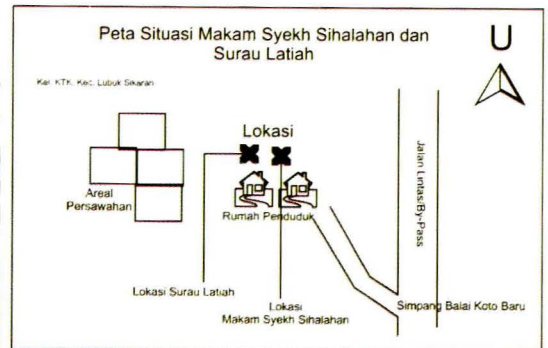 Peta Situasi Makam Syekh Sihalahan dan
Surau Latiah
U
Kel. KTK. Kec. Lubuk Sikaran
Lokasi
Jalan Lintas/By-Pass
Areal
Persawahan
Rumah Penduduk
Lokasi Surau Latiah
Lokasi
Makam Syekh Sihalahan
Simpang Balai Koto Baru